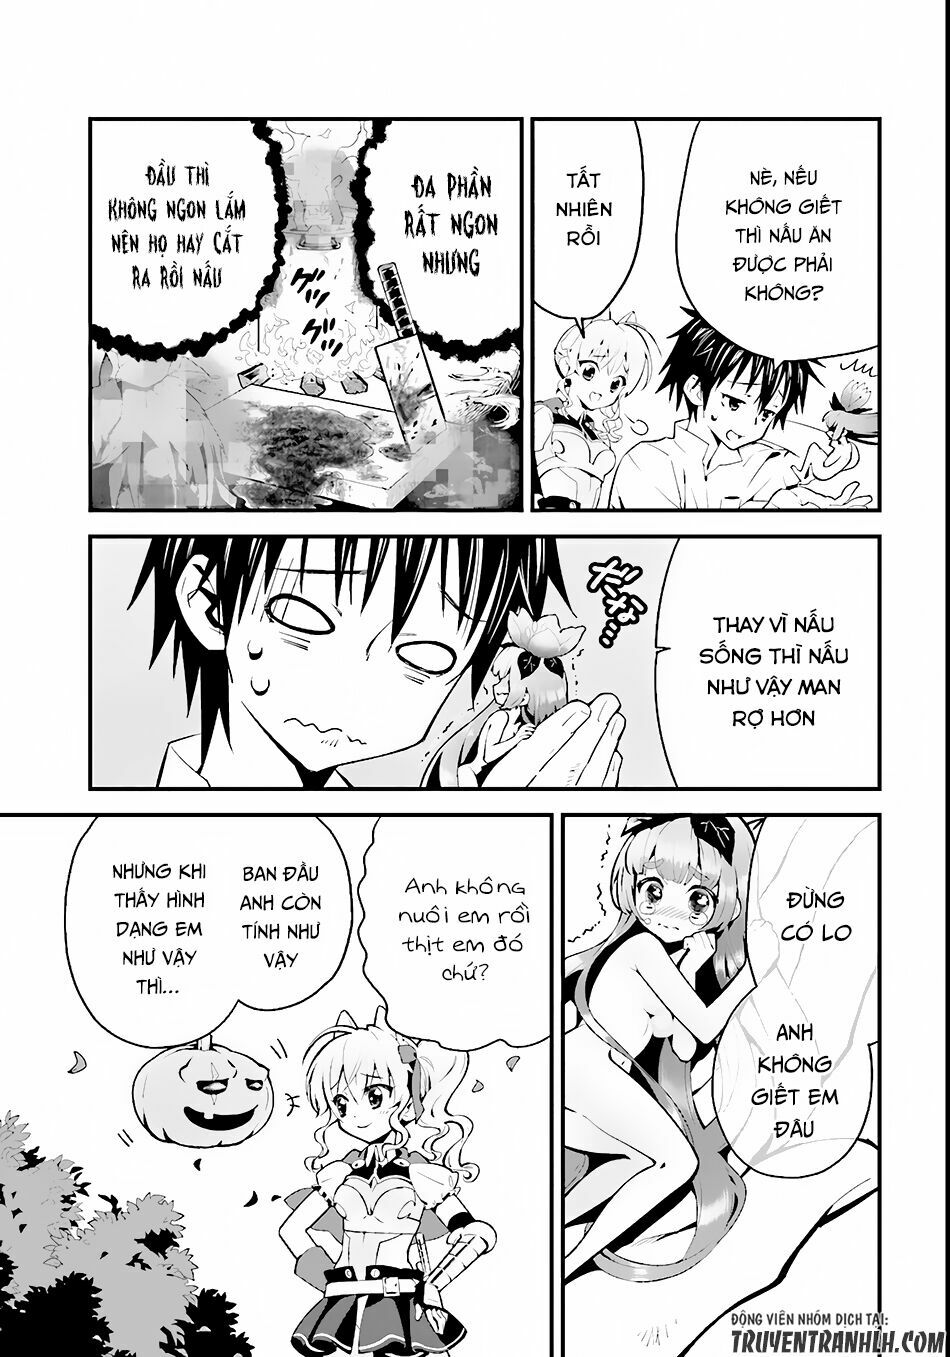 NÈ, NẾU
KHÔNG GIẾT
THÌ NẤU ĂN
ĐƯỢC PHẢI
KHÔNG?
TẤT
NHIÊN
RỒI
ĐA PHẦN
RẤT NGON
NHƯNG
ĐẦU THÌ
KHÔNG NGON LẮM
NÊN HỌ HAY CẮT
RA RỒI NẤU
グツ
グツ
THAY VÌ NẤU
SỐNG THÌ NẤU
NHƯ VẬY MAN
RỢ HƠN
ĐỪNG
CÓ LO
ANH
KHÔNG
GIẾT EM
ĐÂU
Anh không
nuôi em rồi
thịt em đó
chứ?
BAN ĐẦU
ANH CÒN
TÍNH NHƯ
VẬY
NHƯNG KHI
THẤY HÌNH
DẠNG EM
NHƯ VẬY
THÌ...
ĐỘNG VIÊN NHÓM DỊCH TẠI:
TRUYENTRANHLH.COM